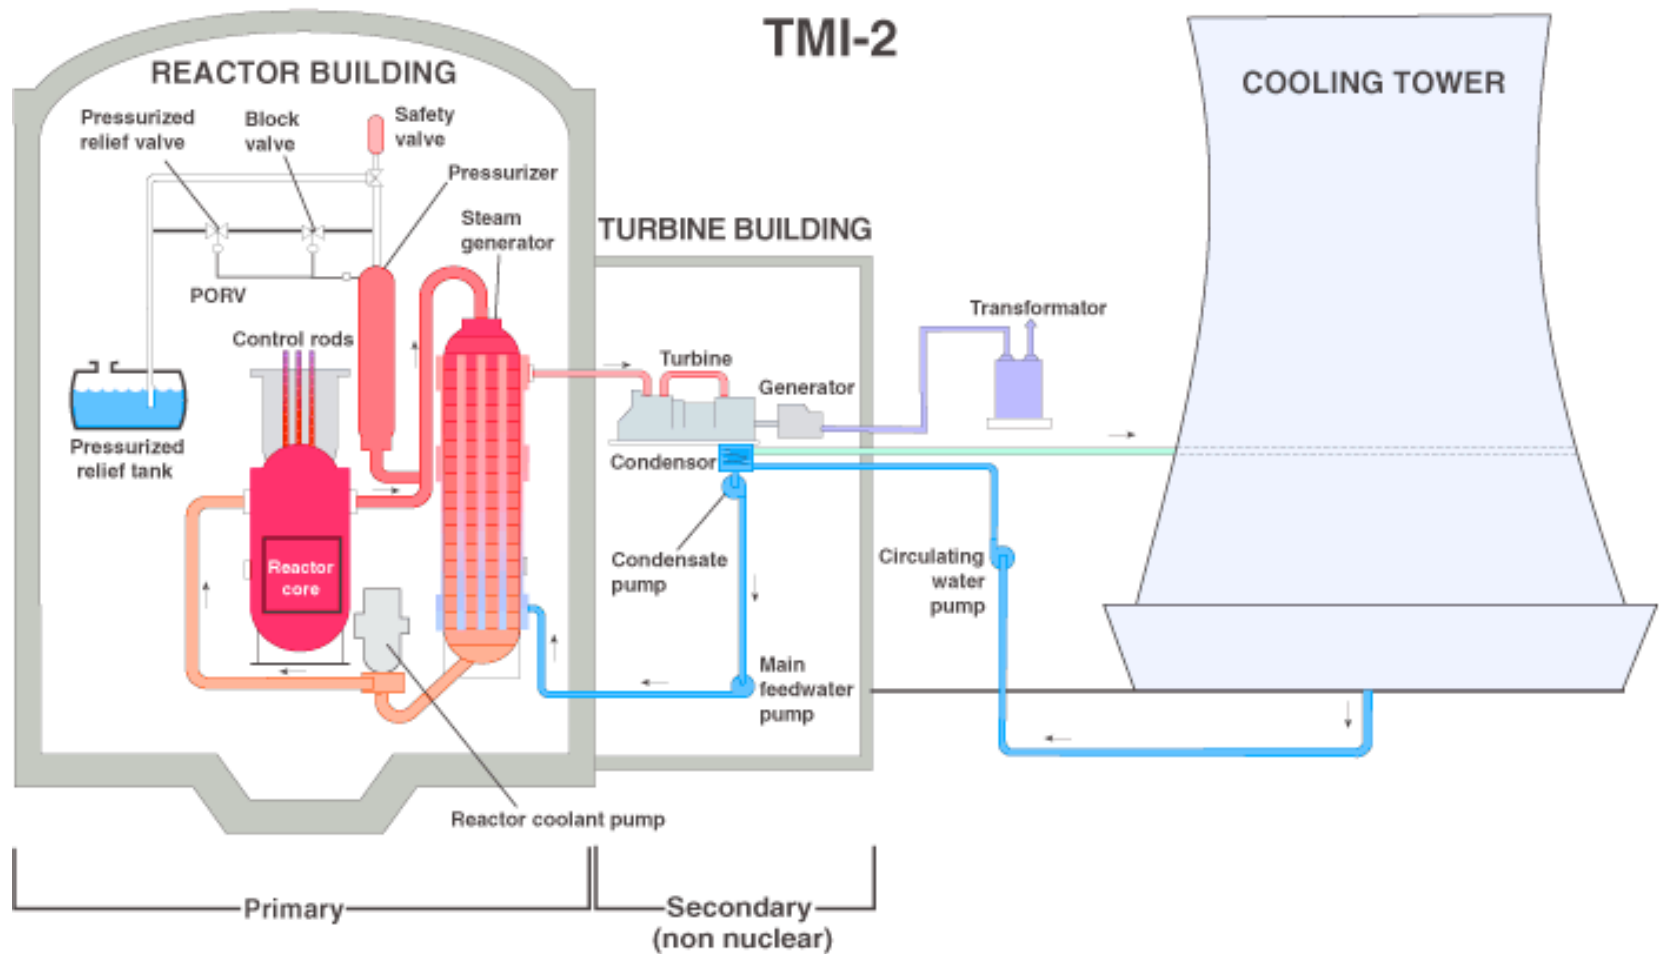 TMI-2
REACTOR BUILDING
COOLING TOWER
Pressurized
relief valve
Block
valve
Safety
valve
Pressurizer
Steam
generator
TURBINE BUILDING
PORV
Control rods
Transformator
Turbine
Generator
Pressurized
relief tank
Condensor
Reactor
core
Condensate
pump
Circulating
water
pump
Main
feedwater
pump
Reactor coolant pump
Primary
Secondary
(non nuclear)